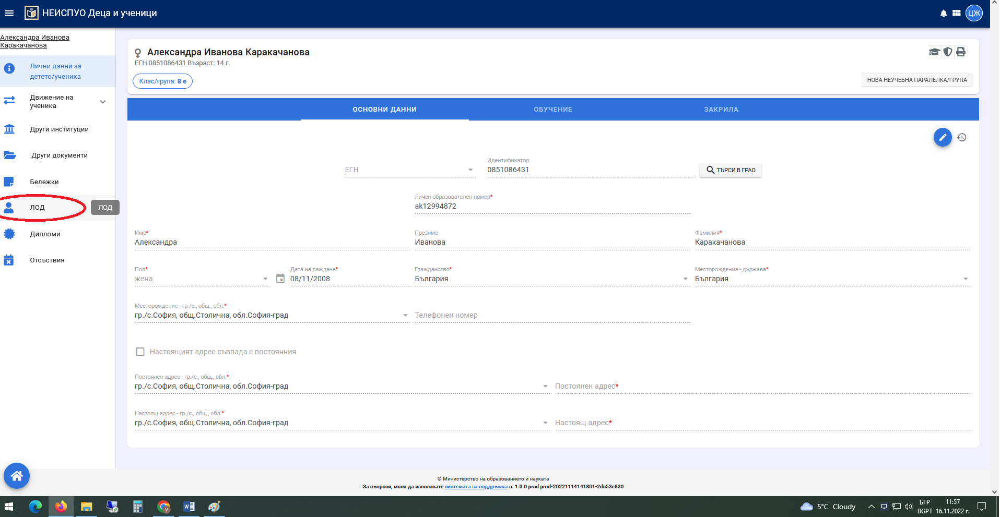 НЕИСПУО Деца и ученици
ЦЖ
Александра Иванова
Каракачанова
Лични данни за
детето/ученика
Движение на
ученика
Други институции
Други документи
Бележки
ЛОД
ЛОД
Дипломи
Отсъствия
Александра Иванова Каракачанова
ЕГН 0851086431 Възраст: 14 г.
Клас/група: 8 е
НОВА НЕУЧЕБНА ПАРАЛЕЛКА/ГРУПА
ОСНОВНИ ДАННИ
ОБУЧЕНИЕ
ЗАКРИЛА
ЕГН
Идентификатор
0851086431
ТЪРСИ В ГРАО
Личен образователен номер*
ak12994872
Име*
Александра
Презиме
Иванова
Фамилия*
Каракачанова
Пол*
жена
Дата на раждане*
08/11/2008
Гражданство*
България
Месторождение - държава*
България
Месторождение - гр./с., общ., обл.*
гр./с.София, общ.Столична, обл.София-град
Телефонен номер
Настоящият адрес съвпада с постоянния
Постоянен адрес - гр./с., общ., обл.*
гр./с.София, общ.Столична, обл.София-град
Постоянен адрес*
Настоящ адрес - гр./с., общ., обл.*
гр./с.София, общ.Столична, обл.София-град
Настоящ адрес*
© Министерство на образованието и науката
За въпроси, моля да използвате системата за поддръжка в. 1.0.0 prod prod-20221114141801-2dc53e830
5°C Cloudy
БГР
BGPT
11:57
16.11.2022 г.